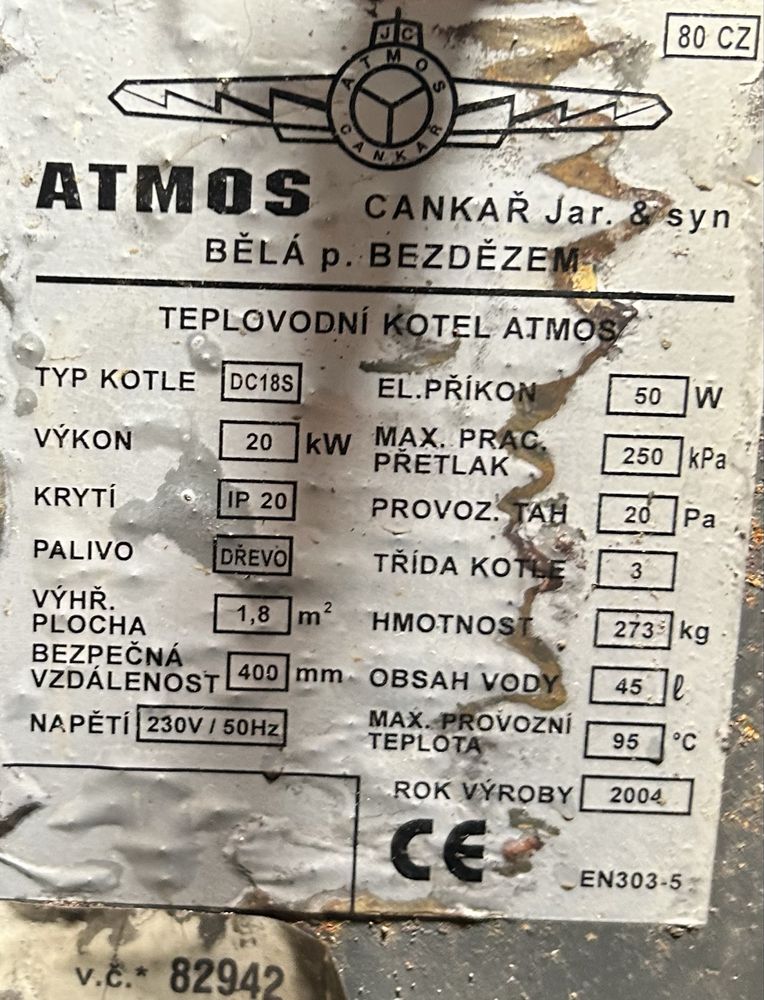 80 CZ
JC
ATMOS
CANKAŘ
ATMOS CANKAŘ Jar. & syn
BĚLÁ p. BEZDĚZEM
TEPLOVODNÍ KOTEL ATMOS
TYP KOTLE DC18S
VÝKON 20 kW
KRYTÍ IP 20
PALIVO DŘEVO
VÝHŘ.
PLOCHA 1,8 m²
BEZPEČNÁ
VZDÁLENOST 400 mm
NAPĚTÍ 230V / 50Hz
EL.PŘÍKON 50 W
MAX. PRAC.
PŘETLAK 250 kPa
PROVOZ. TAH 20 Pa
TŘÍDA KOTLE 3
HMOTNOST 273 kg
OBSAH VODY 45 ℓ
MAX. PROVOZNÍ
TEPLOTA 95 °C
ROK VÝROBY 2004
CE
EN303-5
v.č.* 82942